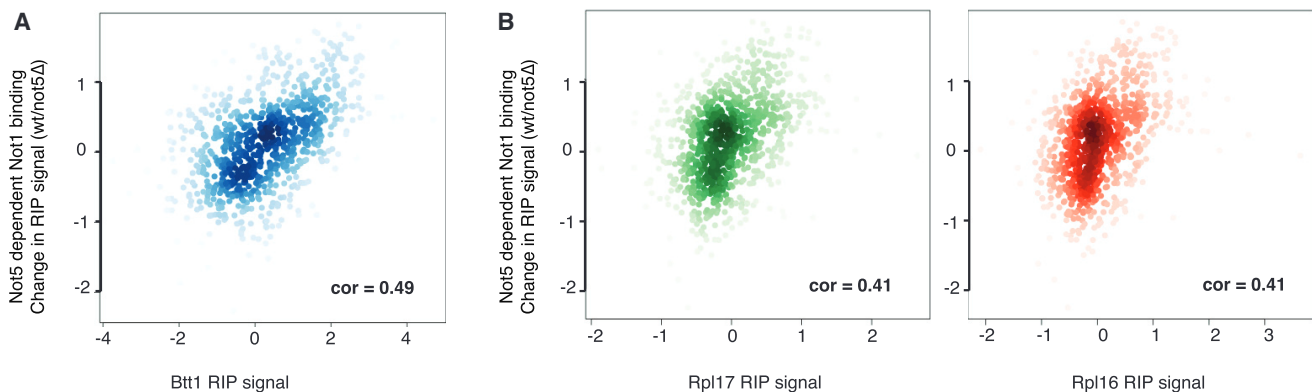 A
Not5 dependent Not1 binding
Change in RIP signal (wt/not5Δ)
1
0
-1
-2
cor = 0.49
-4
-2
0
2
4
Btt1 RIP signal
B
Not5 dependent Not1 binding
Change in RIP signal (wt/not5Δ)
1
0
-1
-2
cor = 0.41
-2
-1
0
1
2
Rpl17 RIP signal
1
0
-1
-2
cor = 0.41
-2
-1
0
1
2
3
Rpl16 RIP signal